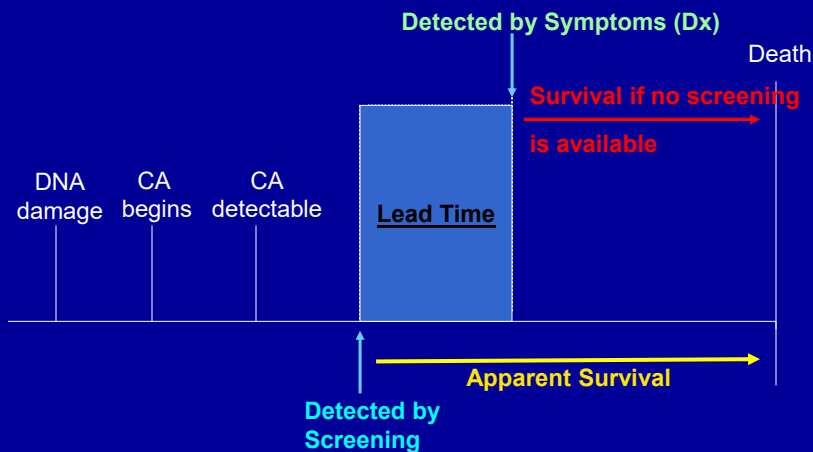 Detected by Symptoms (Dx)
Death
Survival if no screening
is available
DNA
damage
CA
begins
CA
detectable
Lead Time
Apparent Survival
Detected by
Screening